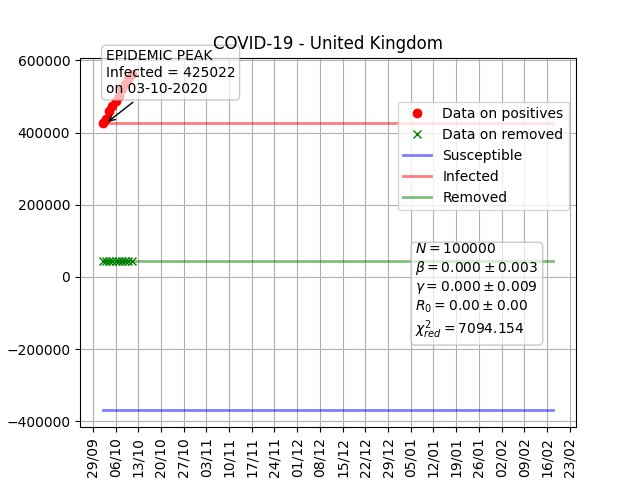 COVID-19 - United Kingdom
EPIDEMIC PEAK
Infected = 425022
on 03-10-2020
600000
400000
200000
0
−200000
−400000
Data on positives
Data on removed
Susceptible
Infected
Removed
N = 100000
β = 0.000 ± 0.003
γ = 0.000 ± 0.009
R₀ = 0.00 ± 0.00
χ²red = 7094.154
29/09
06/10
13/10
20/10
27/10
03/11
10/11
17/11
24/11
01/12
08/12
15/12
22/12
29/12
05/01
12/01
19/01
26/01
02/02
09/02
16/02
23/02